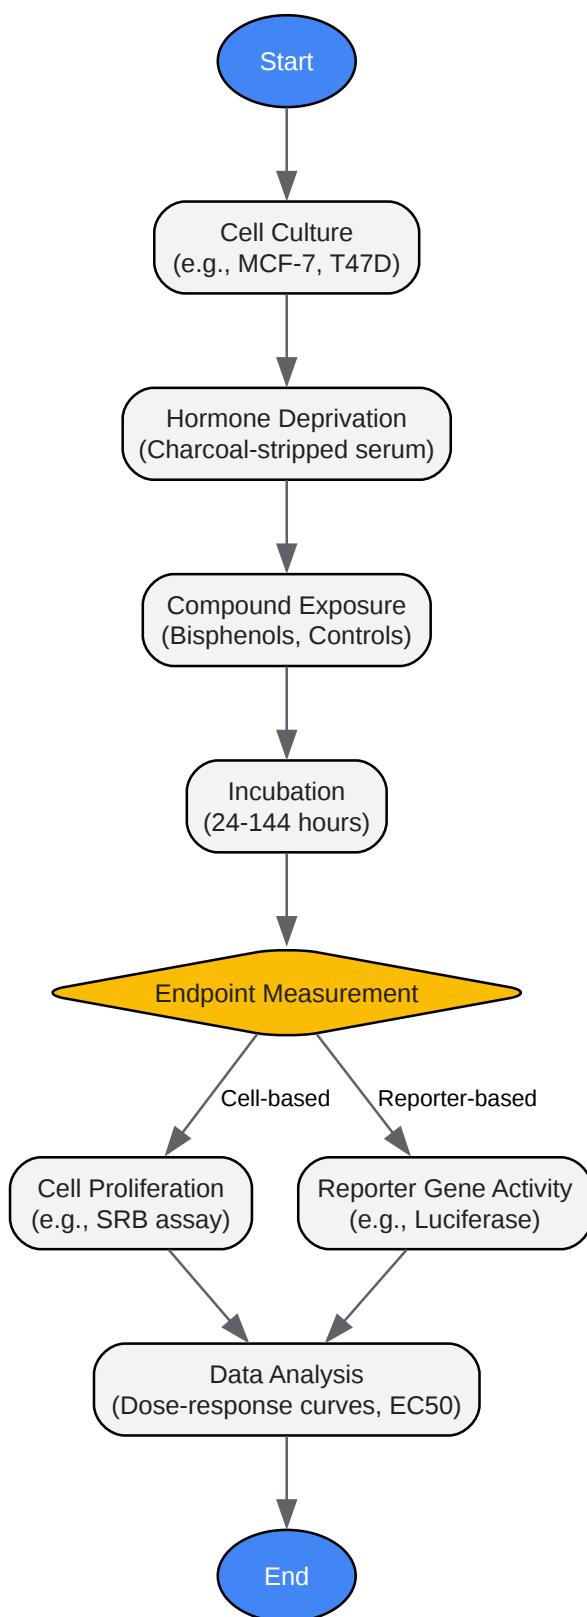 Start
Cell Culture
(e.g., MCF-7, T47D)
Hormone Deprivation
(Charcoal-stripped serum)
Compound Exposure
(Bisphenols, Controls)
Incubation
(24-144 hours)
Endpoint Measurement
Cell-based
Reporter-based
Cell Proliferation
(e.g., SRB assay)
Reporter Gene Activity
(e.g., Luciferase)
Data Analysis
(Dose-response curves, EC50)
End